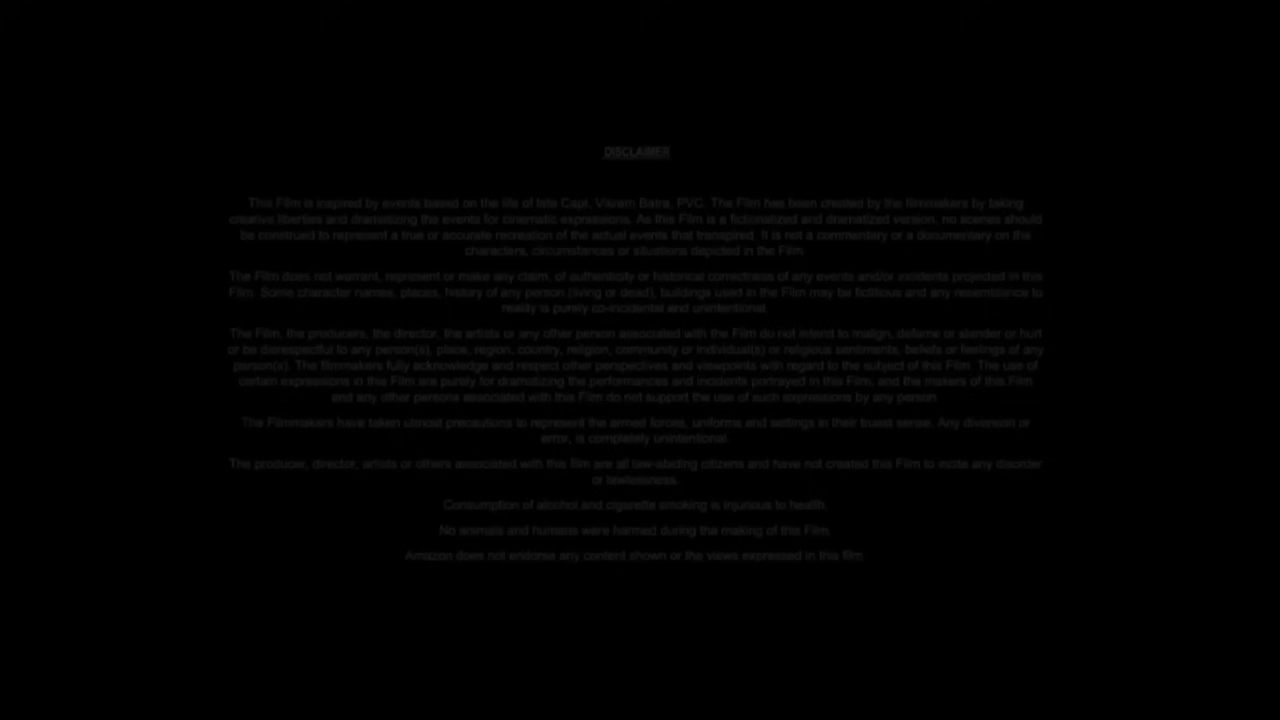 DISCLAIMER
This Film is inspired by events based on the life of late Capt. Vikram Batra, PVC. The Film has been created by the filmmakers by taking
creative liberties and dramatizing the events for cinematic expressions. As this Film is a fictionalized and dramatized version, no scenes should
be construed to represent a true or accurate recreation of the actual events that transpired. It is not a commentary or a documentary on the
characters, circumstances or situations depicted in the Film.
The Film does not warrant, represent or make any claim, of authenticity or historical correctness of any events and/or incidents projected in this
Film. Some character names, places, history of any person (living or dead), buildings used in the Film may be fictitious and any resemblance to
reality is purely co-incidental and unintentional.
The Film, the producers, the director, the artists or any other person associated with the Film do not intend to malign, defame or slander or hurt
or be disrespectful to any person(s), place, region, country, religion, community or individual(s) or religious sentiments, beliefs or feelings of any
person(s). The filmmakers fully acknowledge and respect other perspectives and viewpoints with regard to the subject of this Film. The use of
certain expressions in this Film are purely for dramatizing the performances and incidents portrayed in this Film, and the makers of this Film
and any other persons associated with this Film do not support the use of such expressions by any person.
The Filmmakers have taken utmost precautions to represent the armed forces, uniforms and settings in their truest sense. Any diversion or
error, is completely unintentional.
The producer, director, artists or others associated with this film are all law-abiding citizens and have not created this Film to incite any disorder
or lawlessness.
Consumption of alcohol and cigarette smoking is injurious to health.
No animals and humans were harmed during the making of this Film.
Amazon does not endorse any content shown or the views expressed in this film.